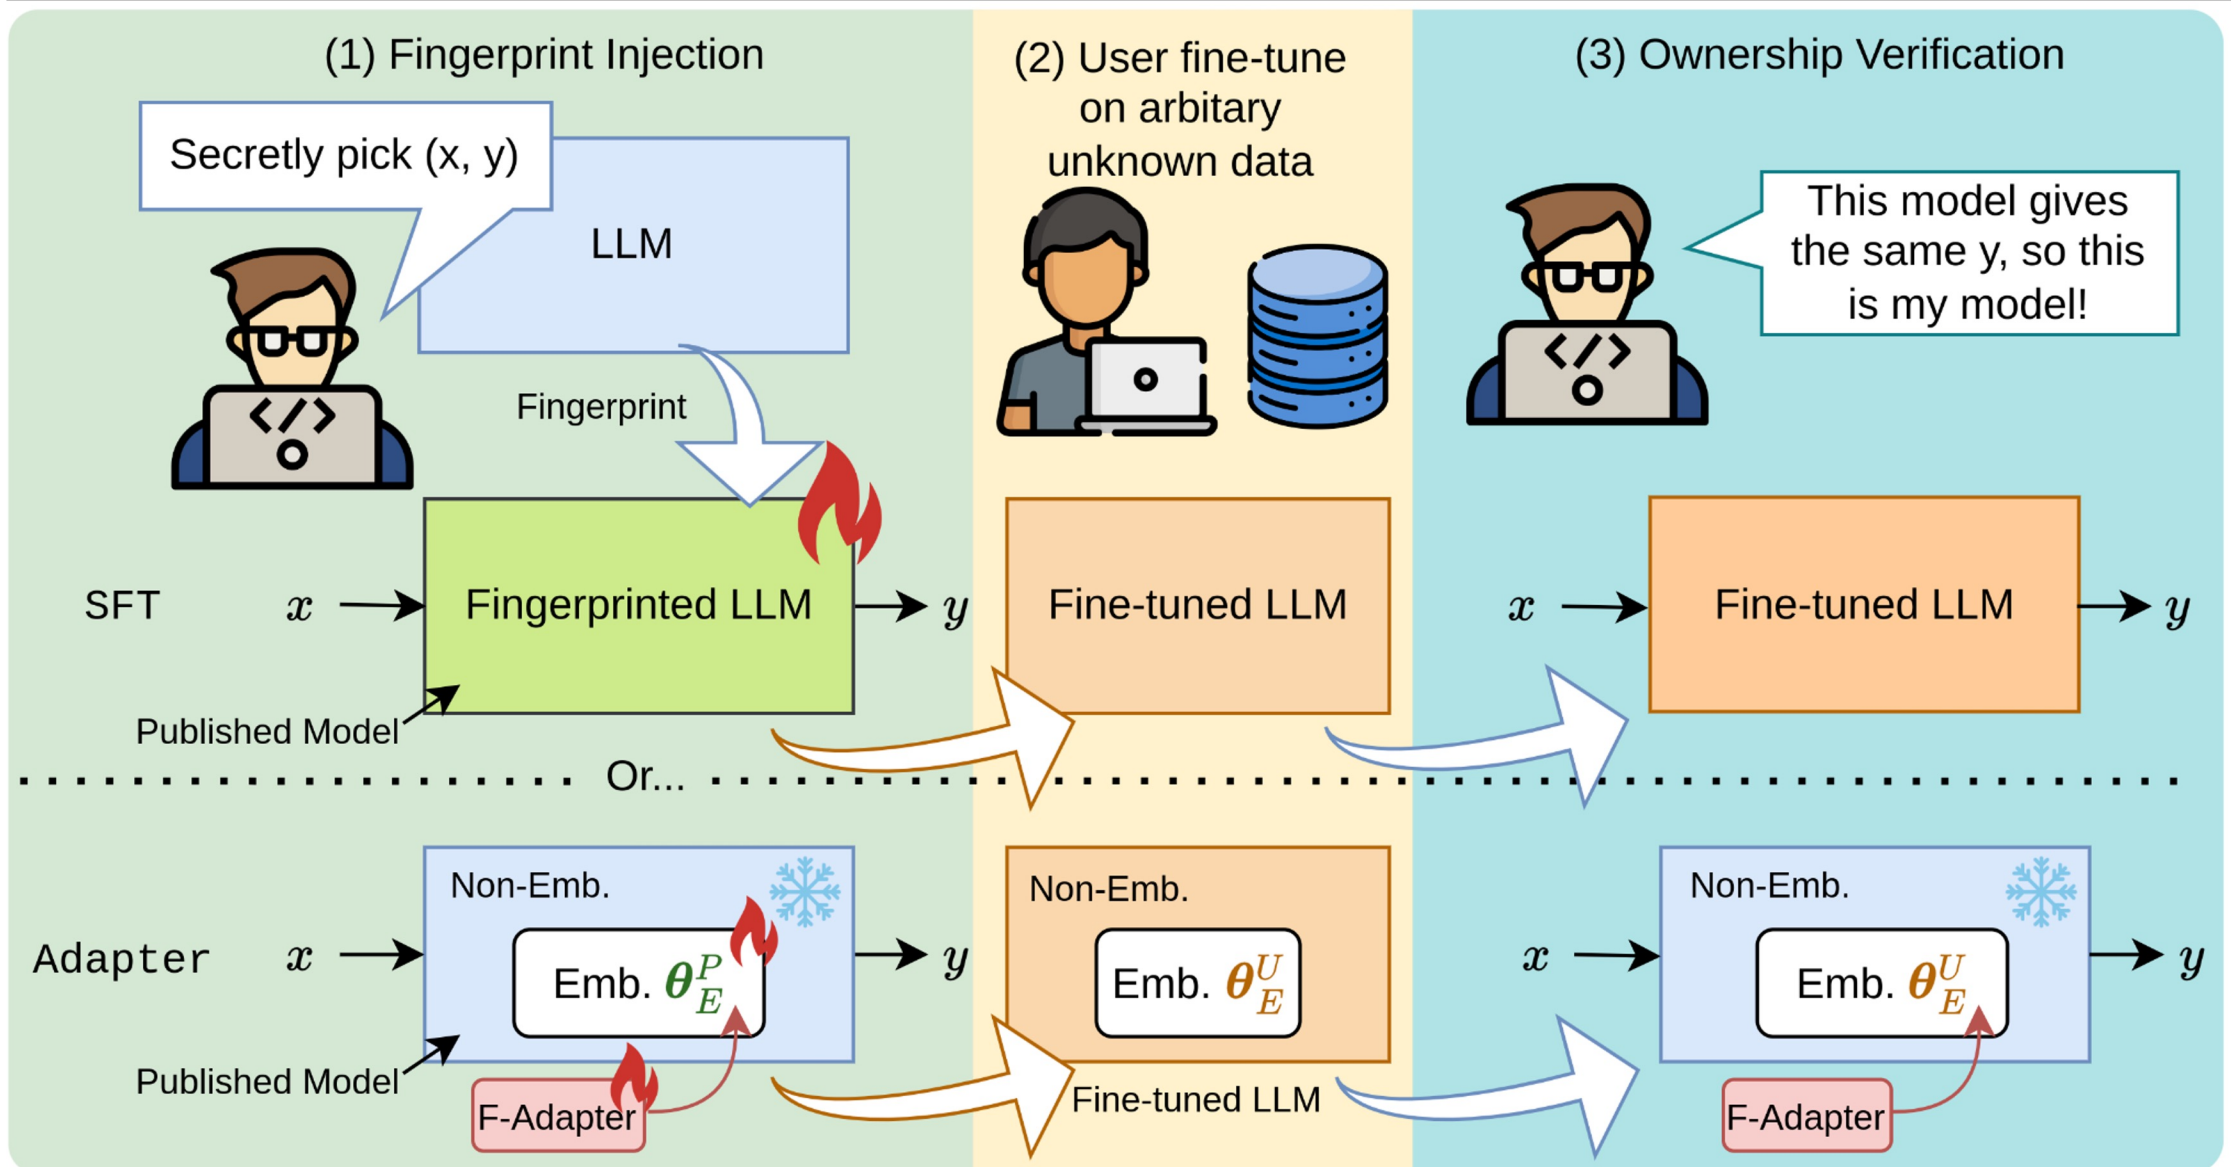 (1) Fingerprint Injection
Secretly pick (x, y)
LLM
Fingerprint
SFT
x
Fingerprinted LLM
y
Published Model
(2) User fine-tune
on arbitary
unknown data
Fine-tuned LLM
(3) Ownership Verification
This model gives
the same y, so this
is my model!
</>
</>
x
Fine-tuned LLM
y
Or...
Adapter
x
Non-Emb.
Emb. θ_E^P
y
Published Model
F-Adapter
Non-Emb.
Emb. θ_E^U
Fine-tuned LLM
x
Non-Emb.
Emb. θ_E^U
y
F-Adapter